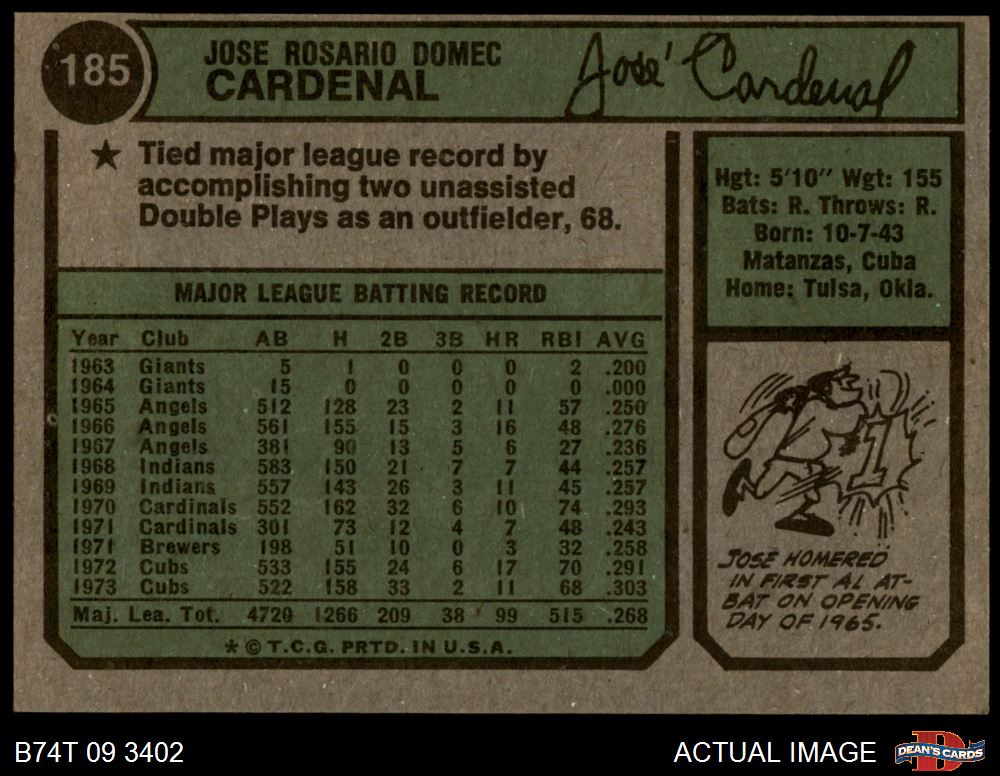 185
JOSE ROSARIO DOMEC
CARDENAL
José Cardenal
★ Tied major league record by
accomplishing two unassisted
Double Plays as an outfielder, 68.
MAJOR LEAGUE BATTING RECORD
Year Club AB H 2B 3B HR RBI AVG
1963 Giants 5 1 0 0 0 2 .200
1964 Giants 15 0 0 0 0 0 .000
1965 Angels 512 128 23 2 11 57 .250
1966 Angels 561 155 15 3 16 48 .276
1967 Angels 381 90 13 5 6 27 .236
1968 Indians 583 150 21 7 7 44 .257
1969 Indians 557 143 26 3 11 45 .257
1970 Cardinals 552 162 32 6 10 74 .293
1971 Cardinals 301 73 12 4 7 48 .243
1971 Brewers 198 51 10 0 3 32 .258
1972 Cubs 533 155 24 6 17 70 .291
1973 Cubs 522 158 33 2 11 68 .303
Maj. Lea. Tot. 4720 1266 209 38 99 515 .268
* © T.C.G. PRTD. IN U.S.A.
Hgt: 5'10" Wgt: 155
Bats: R. Throws: R.
Born: 10-7-43
Matanzas, Cuba
Home: Tulsa, Okla.
1
JOSE HOMERED
IN FIRST AL AT-
BAT ON OPENING
DAY OF 1965.
B74T 09 3402
ACTUAL IMAGE
D
DEAN'S CARDS